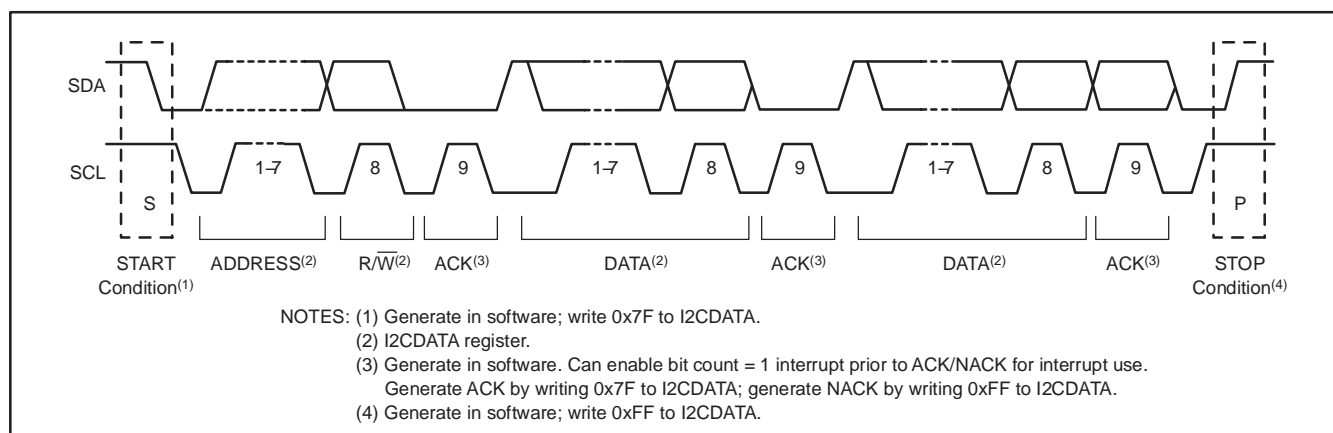 SDA
SCL
1–7 8 9 1–7 8 9 1–7 8 9
S P
START Condition(1) ADDRESS(2) R/W̅(2) ACK(3) DATA(2) ACK(3) DATA(2) ACK(3) STOP Condition(4)
NOTES: (1) Generate in software; write 0x7F to I2CDATA.
(2) I2CDATA register.
(3) Generate in software. Can enable bit count = 1 interrupt prior to ACK/NACK for interrupt use.
Generate ACK by writing 0x7F to I2CDATA; generate NACK by writing 0xFF to I2CDATA.
(4) Generate in software; write 0xFF to I2CDATA.